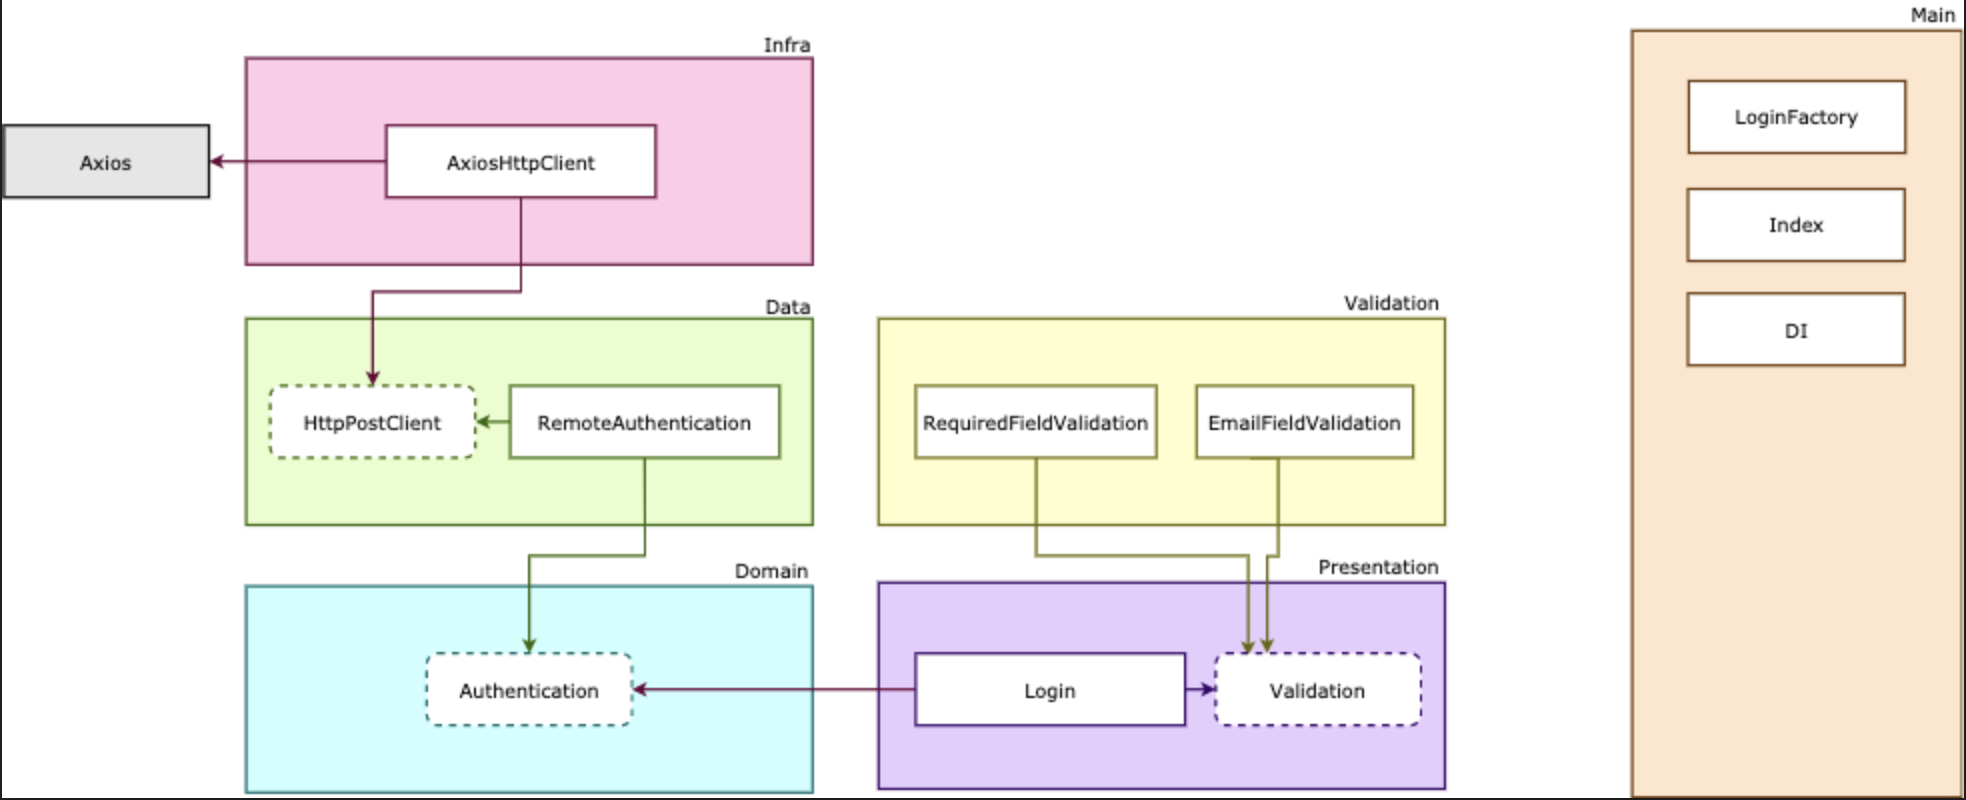 Main
Infra
LoginFactory
Axios
AxiosHttpClient
Index
Data
Validation
DI
HttpPostClient
RemoteAuthentication
RequiredFieldValidation
EmailFieldValidation
Domain
Presentation
Authentication
Login
Validation